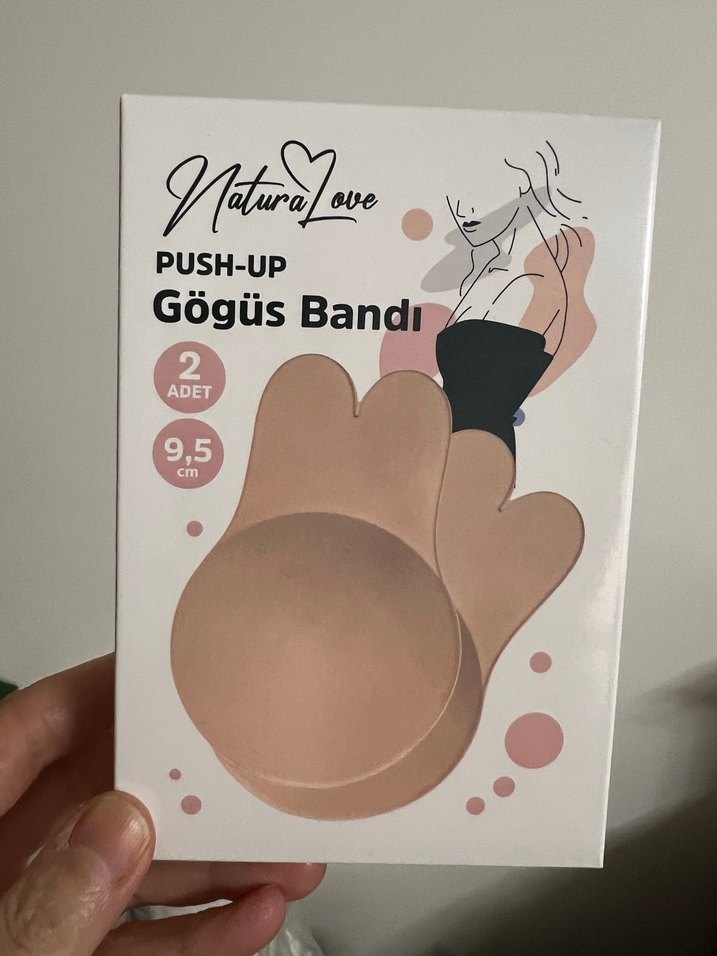 NaturaLove
PUSH-UP
Gögüs Bandı
2
ADET
9,5
cm